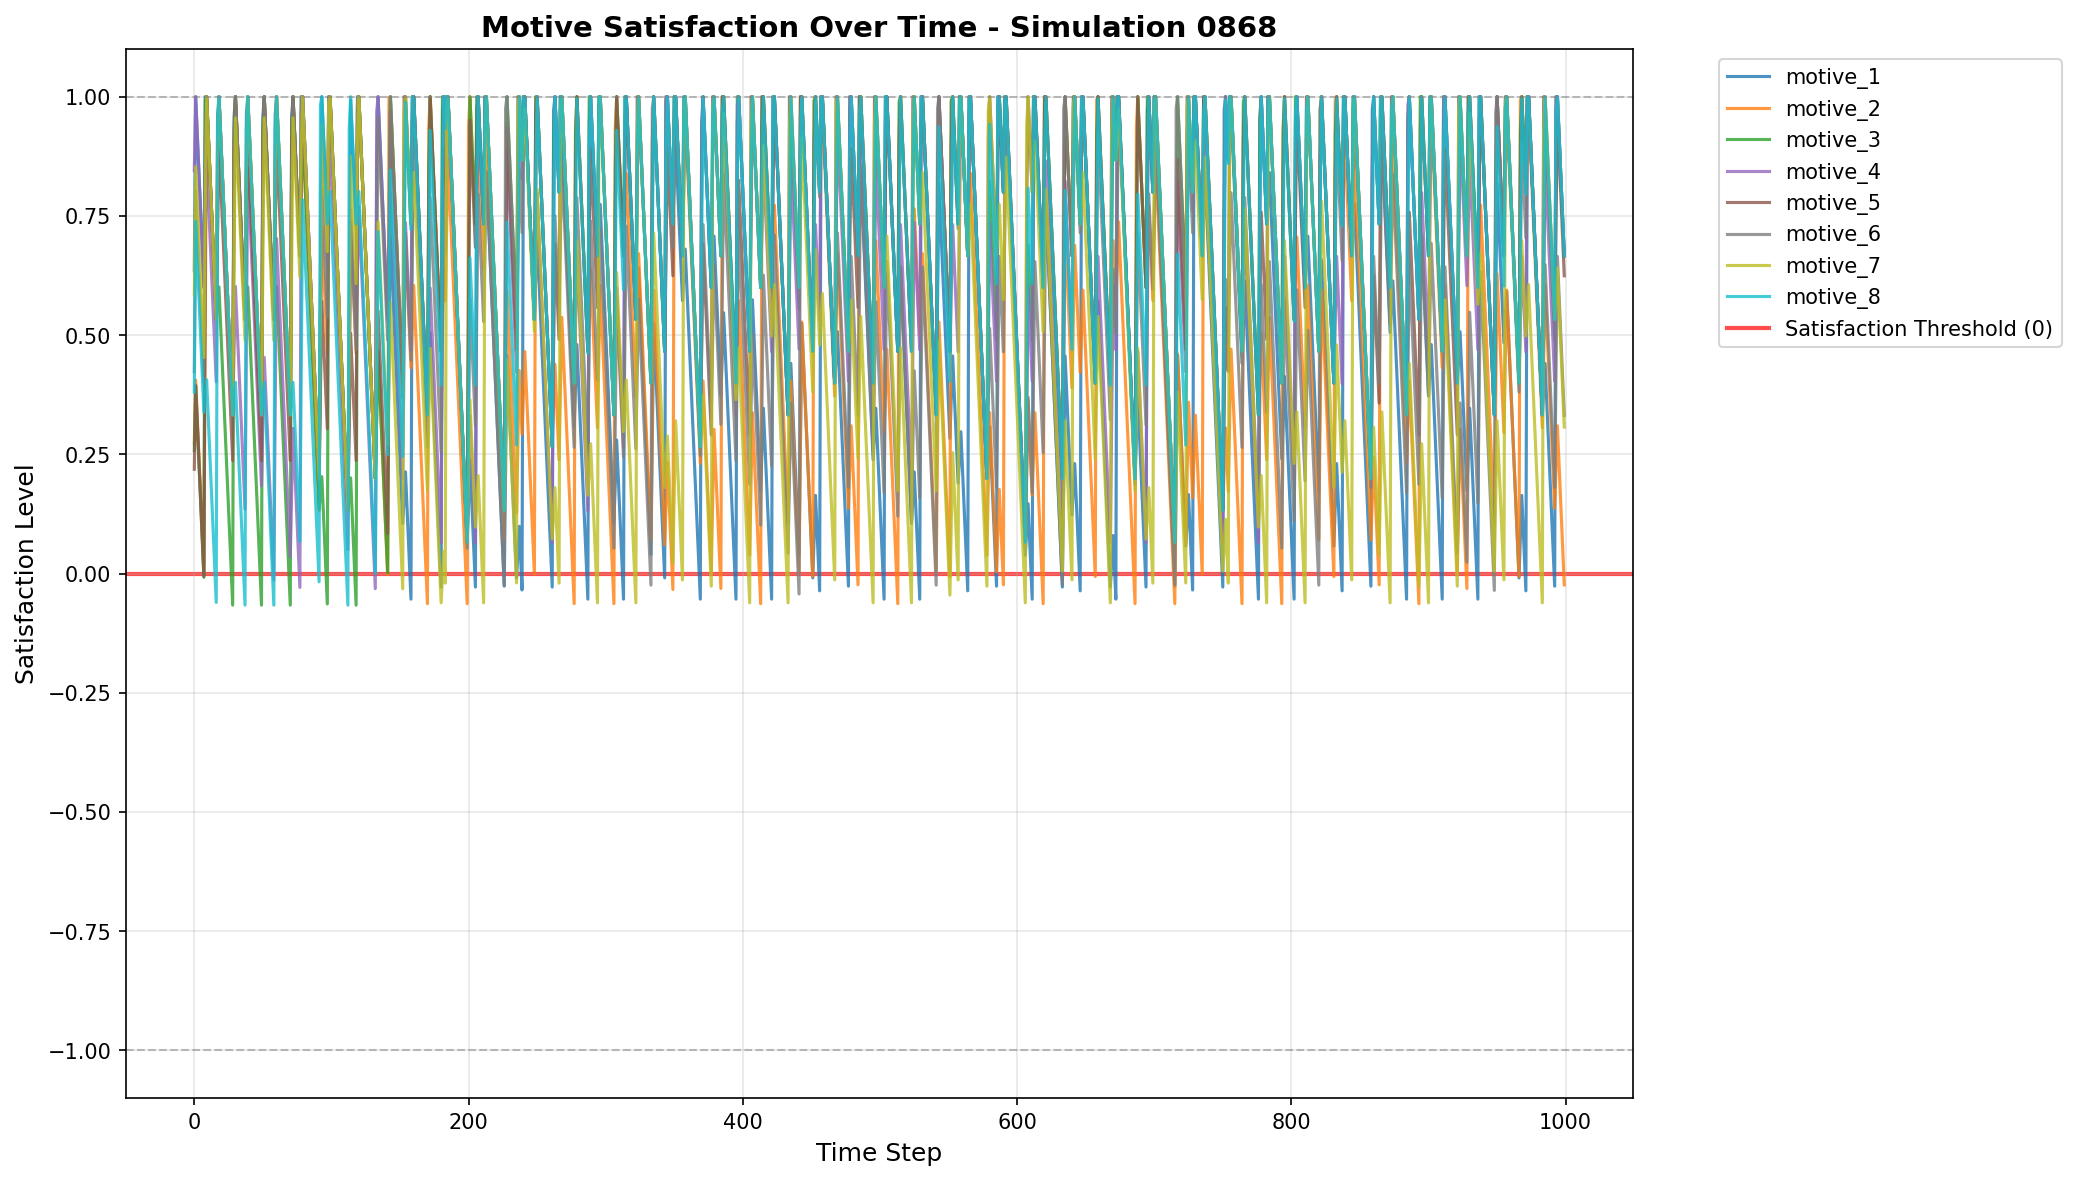 Motive Satisfaction Over Time - Simulation 0868
1.00
0.75
0.50
0.25
0.00
−0.25
−0.50
−0.75
−1.00
Satisfaction Level
0
200
400
600
800
1000
Time Step
motive_1
motive_2
motive_3
motive_4
motive_5
motive_6
motive_7
motive_8
Satisfaction Threshold (0)